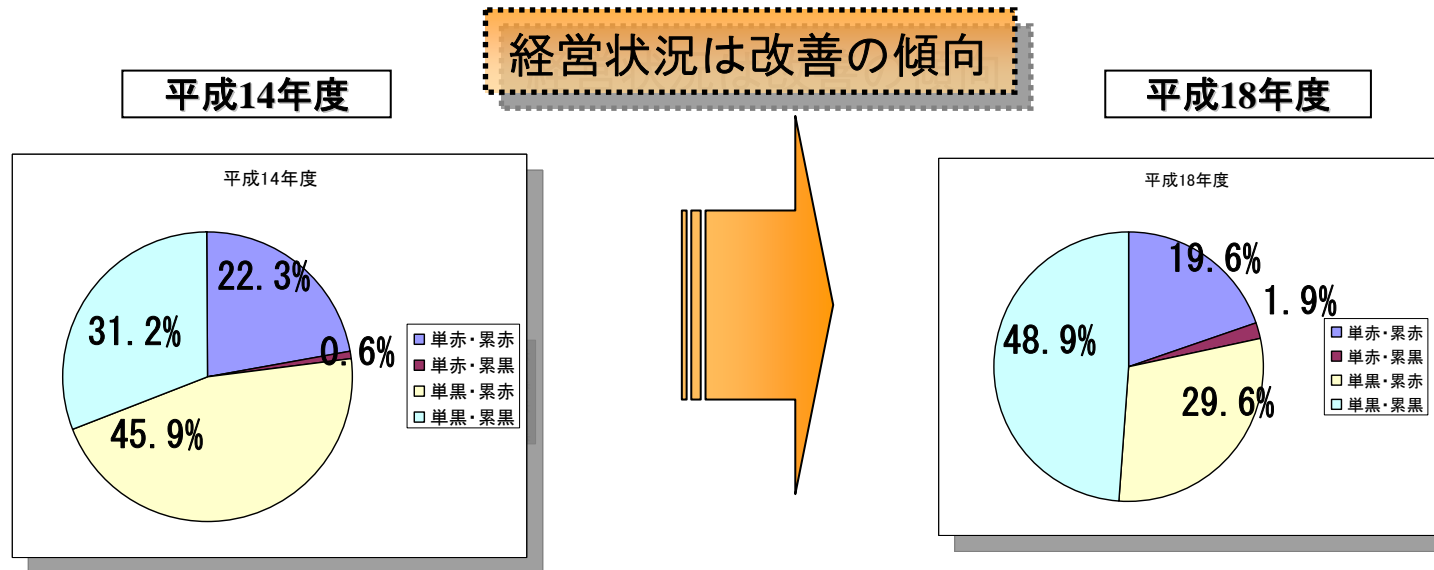 経営状況は改善の傾向
平成14年度
平成14年度
22.3%
0.6%
45.9%
31.2%
単赤・累赤
単赤・累黒
単黒・累赤
単黒・累黒
平成18年度
平成18年度
19.6%
1.9%
29.6%
48.9%
単赤・累赤
単赤・累黒
単黒・累赤
単黒・累黒